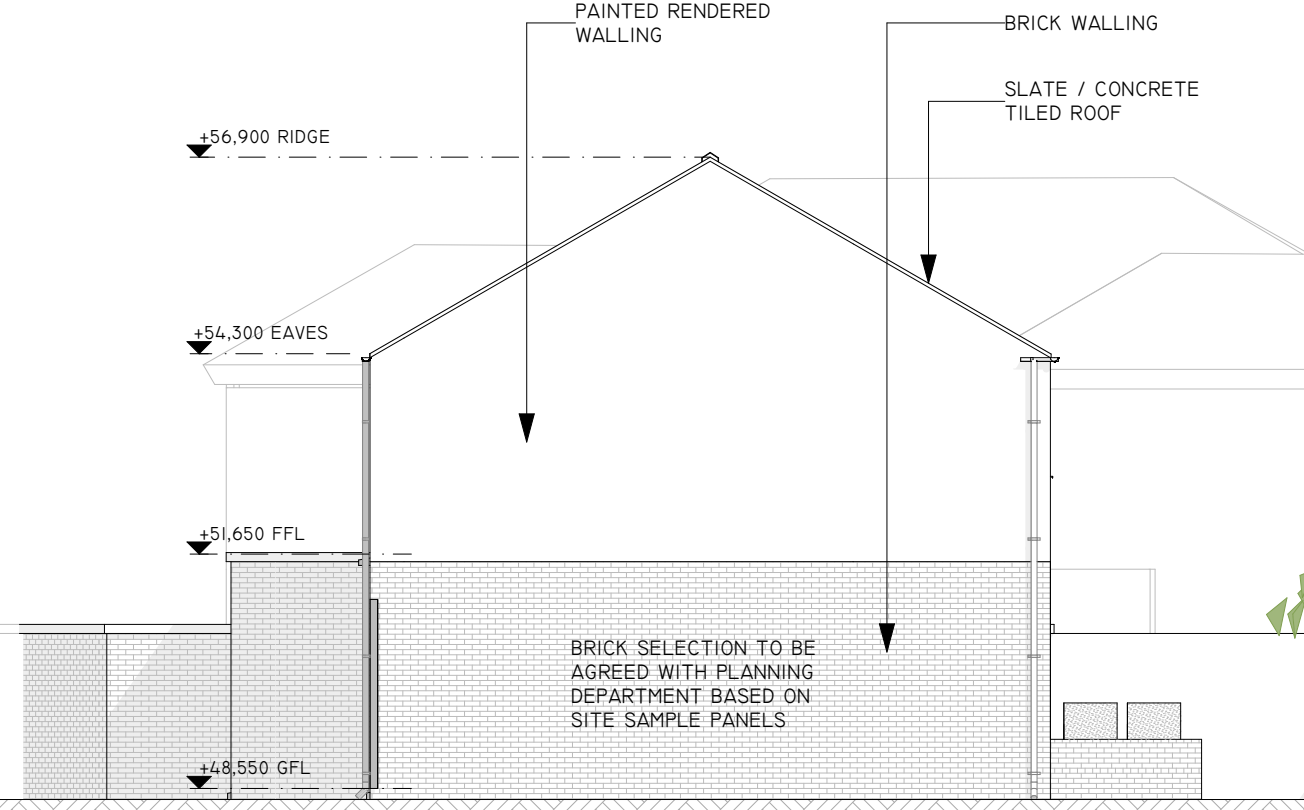 PAINTED RENDERED
WALLING
BRICK WALLING
SLATE / CONCRETE
TILED ROOF
+56,900 RIDGE
+54,300 EAVES
+51,650 FFL
BRICK SELECTION TO BE
AGREED WITH PLANNING
DEPARTMENT BASED ON
SITE SAMPLE PANELS
+48,550 GFL